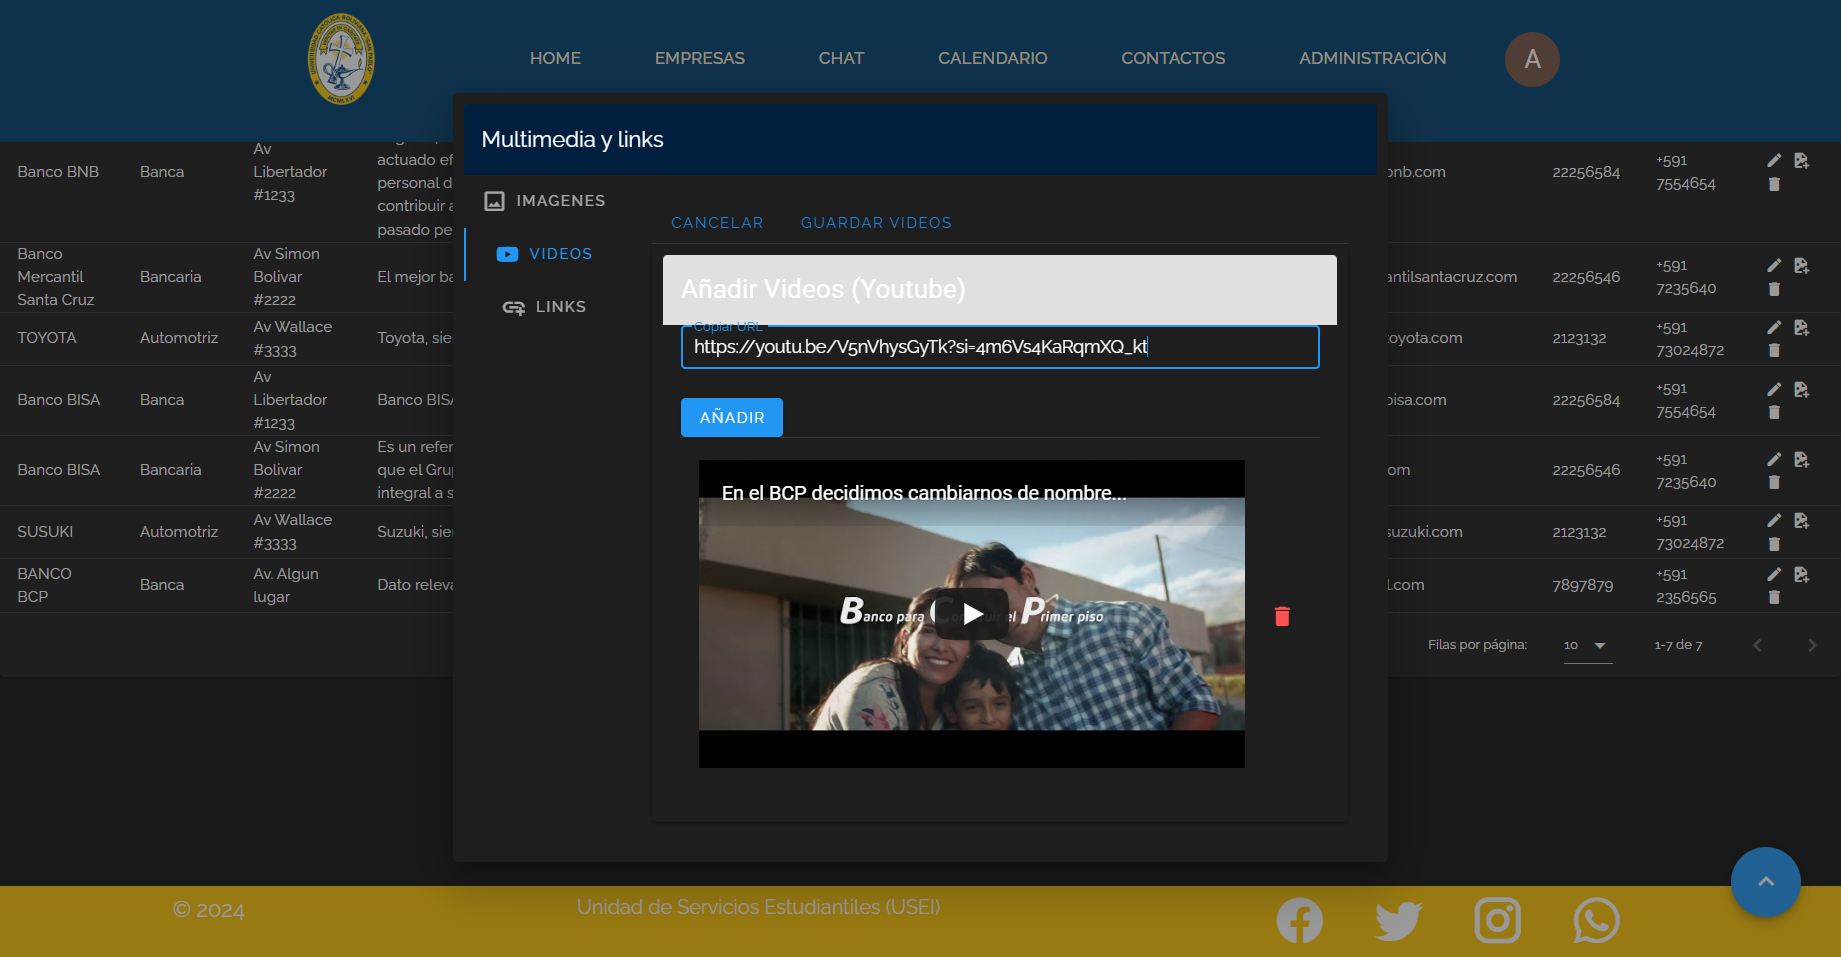 HOME EMPRESAS CHAT CALENDARIO CONTACTOS ADMINISTRACIÓN A
Multimedia y links
IMAGENES
VIDEOS
LINKS
CANCELAR GUARDAR VIDEOS
Añadir Videos (Youtube)
Copiar URL
https://youtu.be/V5nVhysGyTk?si=4m6Vs4KaRqmXQ_kt
AÑADIR
En el BCP decidimos cambiarnos de nombre...
Banco para el Primer piso
Banco BNB
Banca
Av
Libertador
#1233
actuado ef
personal d
contribuir a
pasado pe
bnb.com
22256584
+591
7554654
Banco
Mercantil
Santa Cruz
Bancaria
Av Simon
Bolivar
#2222
El mejor ba
antilsantacruz.com
22256546
+591
7235640
TOYOTA
Automotriz
Av Wallace
#3333
Toyota, sie
toyota.com
2123132
+591
73024872
Banco BISA
Banca
Av
Libertador
#1233
Banco BISA
bisa.com
22256584
+591
7554654
Banco BISA
Bancaria
Av Simon
Bolivar
#2222
Es un refer
que el Grup
integral a s
com
22256546
+591
7235640
SUSUKI
Automotriz
Av Wallace
#3333
Suzuki, sie
suzuki.com
2123132
+591
73024872
BANCO
BCP
Banca
Av. Algun
lugar
Dato releva
l.com
7897879
+591
2356565
Filas por página: 10 1-7 de 7
© 2024
Unidad de Servicios Estudiantiles (USEI)